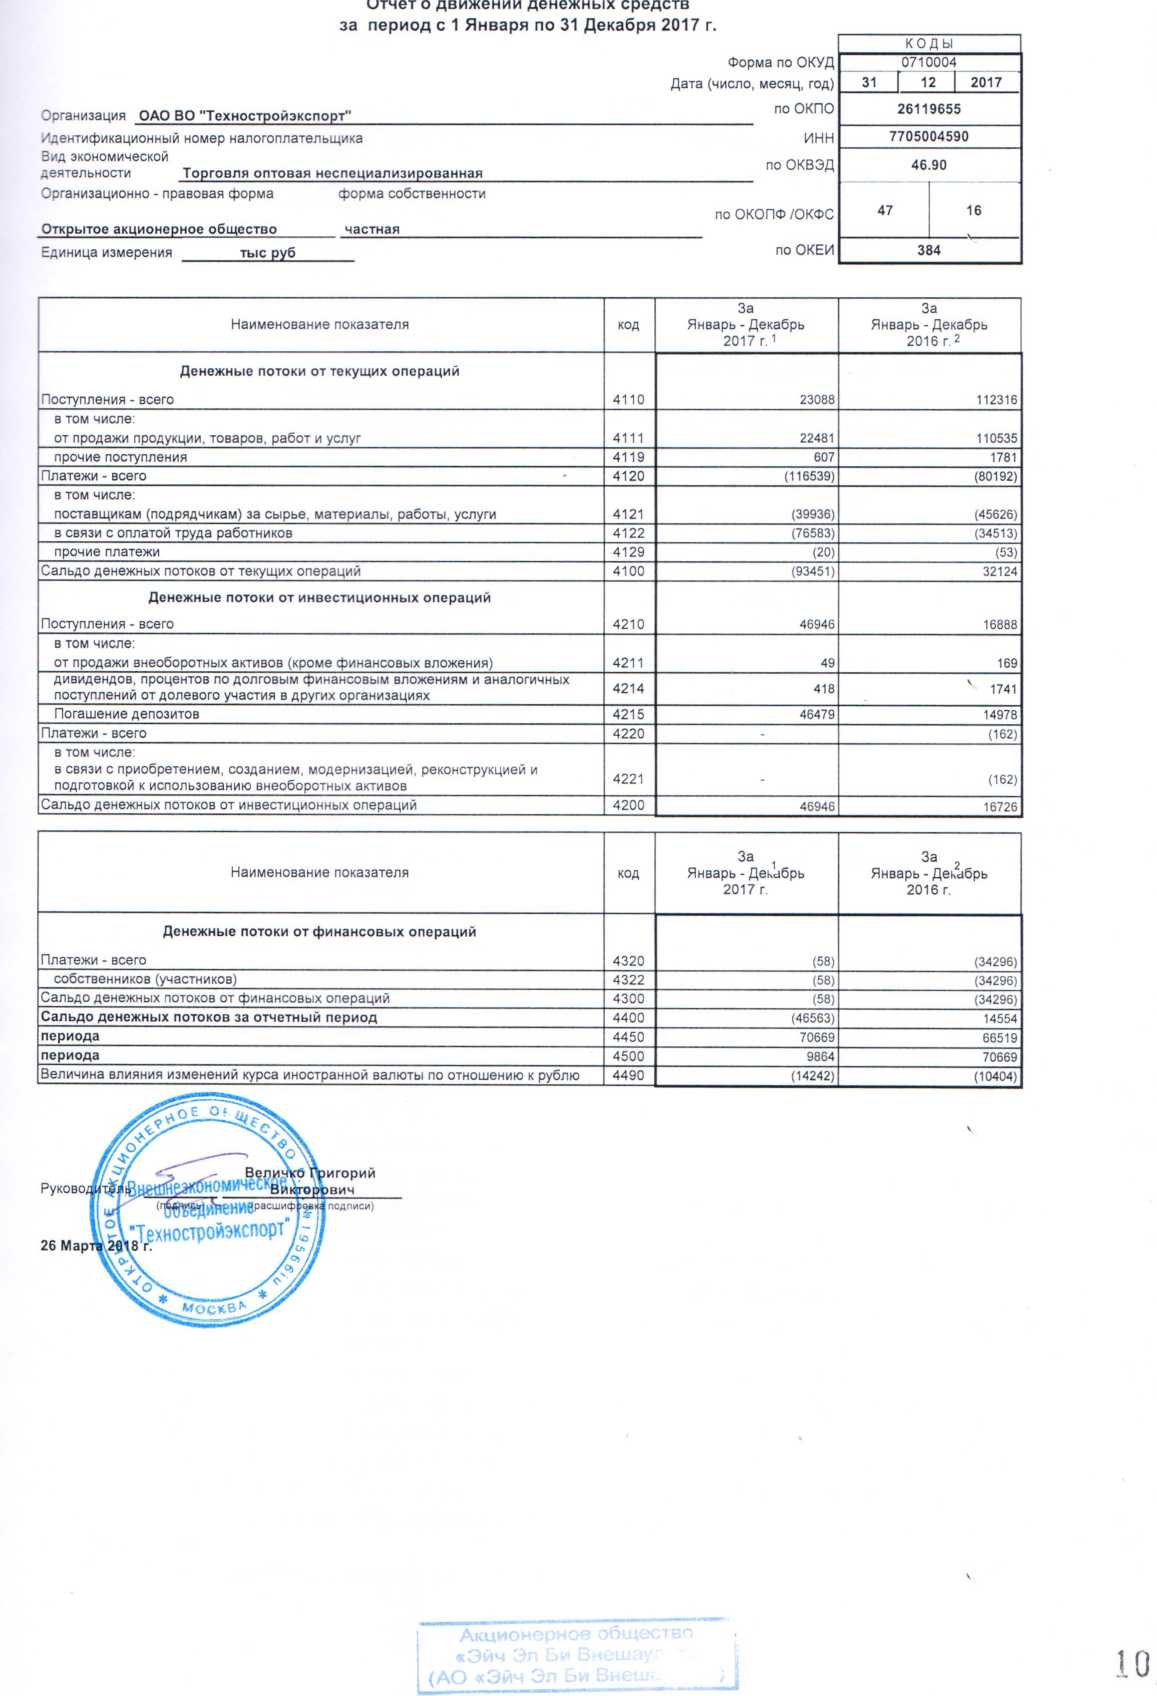 Отчет о движении денежных средств
за период с 1 Января по 31 Декабря 2017 г.
К О Д Ы
Форма по ОКУД 0710004
Дата (число, месяц, год) 31 12 2017
Организация ОАО ВО "Техностройэкспорт" по ОКПО 26119655
Идентификационный номер налогоплательщика ИНН 7705004590
Вид экономической
деятельности Торговля оптовая неспециализированная по ОКВЭД 46.90
Организационно - правовая форма форма собственности
Открытое акционерное общество частная по ОКОПФ /ОКФС 47 16
Единица измерения тыс руб по ОКЕИ 384
Наименование показателя код За Январь - Декабрь 2017 г. 1 За Январь - Декабрь 2016 г. 2
Денежные потоки от текущих операций
Поступления - всего 4110 23088 112316
в том числе:
от продажи продукции, товаров, работ и услуг 4111 22481 110535
прочие поступления 4119 607 1781
Платежи - всего 4120 (116539) (80192)
в том числе:
поставщикам (подрядчикам) за сырье, материалы, работы, услуги 4121 (39936) (45626)
в связи с оплатой труда работников 4122 (76583) (34513)
прочие платежи 4129 (20) (53)
Сальдо денежных потоков от текущих операций 4100 (93451) 32124
Денежные потоки от инвестиционных операций
Поступления - всего 4210 46946 16888
в том числе:
от продажи внеоборотных активов (кроме финансовых вложения) 4211 49 169
дивидендов, процентов по долговым финансовым вложениям и аналогичных
поступлений от долевого участия в других организациях 4214 418 1741
Погашение депозитов 4215 46479 14978
Платежи - всего 4220 - (162)
в том числе:
в связи с приобретением, созданием, модернизацией, реконструкцией и
подготовкой к использованию внеоборотных активов 4221 - (162)
Сальдо денежных потоков от инвестиционных операций 4200 46946 16726
Наименование показателя код За Январь - Декабрь 2017 г. 1 За Январь - Декабрь 2016 г. 2
Денежные потоки от финансовых операций
Платежи - всего 4320 (58) (34296)
собственников (участников) 4322 (58) (34296)
Сальдо денежных потоков от финансовых операций 4300 (58) (34296)
Сальдо денежных потоков за отчетный период 4400 (46563) 14554
периода 4450 70669 66519
периода 4500 9864 70669
Величина влияния изменений курса иностранной валюты по отношению к рублю 4490 (14242) (10404)
Величко Григорий
Руководитель Викторович
(подпись) (расшифровка подписи)
26 Марта 2018 г.
ОТКРЫТОЕ АКЦИОНЕРНОЕ ОБЩЕСТВО
Внешнеэкономическое
объединение
"Техностройэкспорт"
МОСКВА
Акционерное общество
«Эйч Эл Би
(АО «Эйч Эл Би
10